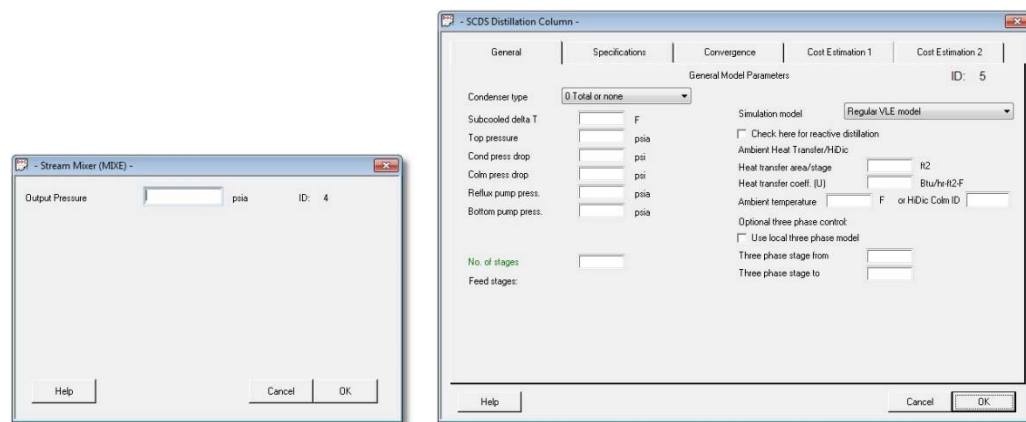 - Stream Mixer (MIXE) -
Output Pressure psia ID: 4
Help Cancel OK
- SCDS Distillation Column -
General Specifications Convergence Cost Estimation 1 Cost Estimation 2
General Model Parameters ID: 5
Condenser type 0 Total or none
Subcooled delta T F
Top pressure psia
Cond press drop psi
Colm press drop psi
Reflux pump press. psia
Bottom pump press. psia
No. of stages
Feed stages:
Simulation model Regular VLE model
Check here for reactive distillation
Ambient Heat Transfer/HiDic
Heat transfer area/stage ft2
Heat transfer coeff. (U) Btu/hr-ft2-F
Ambient temperature F or HiDic Colm ID
Optional three phase control:
Use local three phase model
Three phase stage from
Three phase stage to
Help Cancel OK